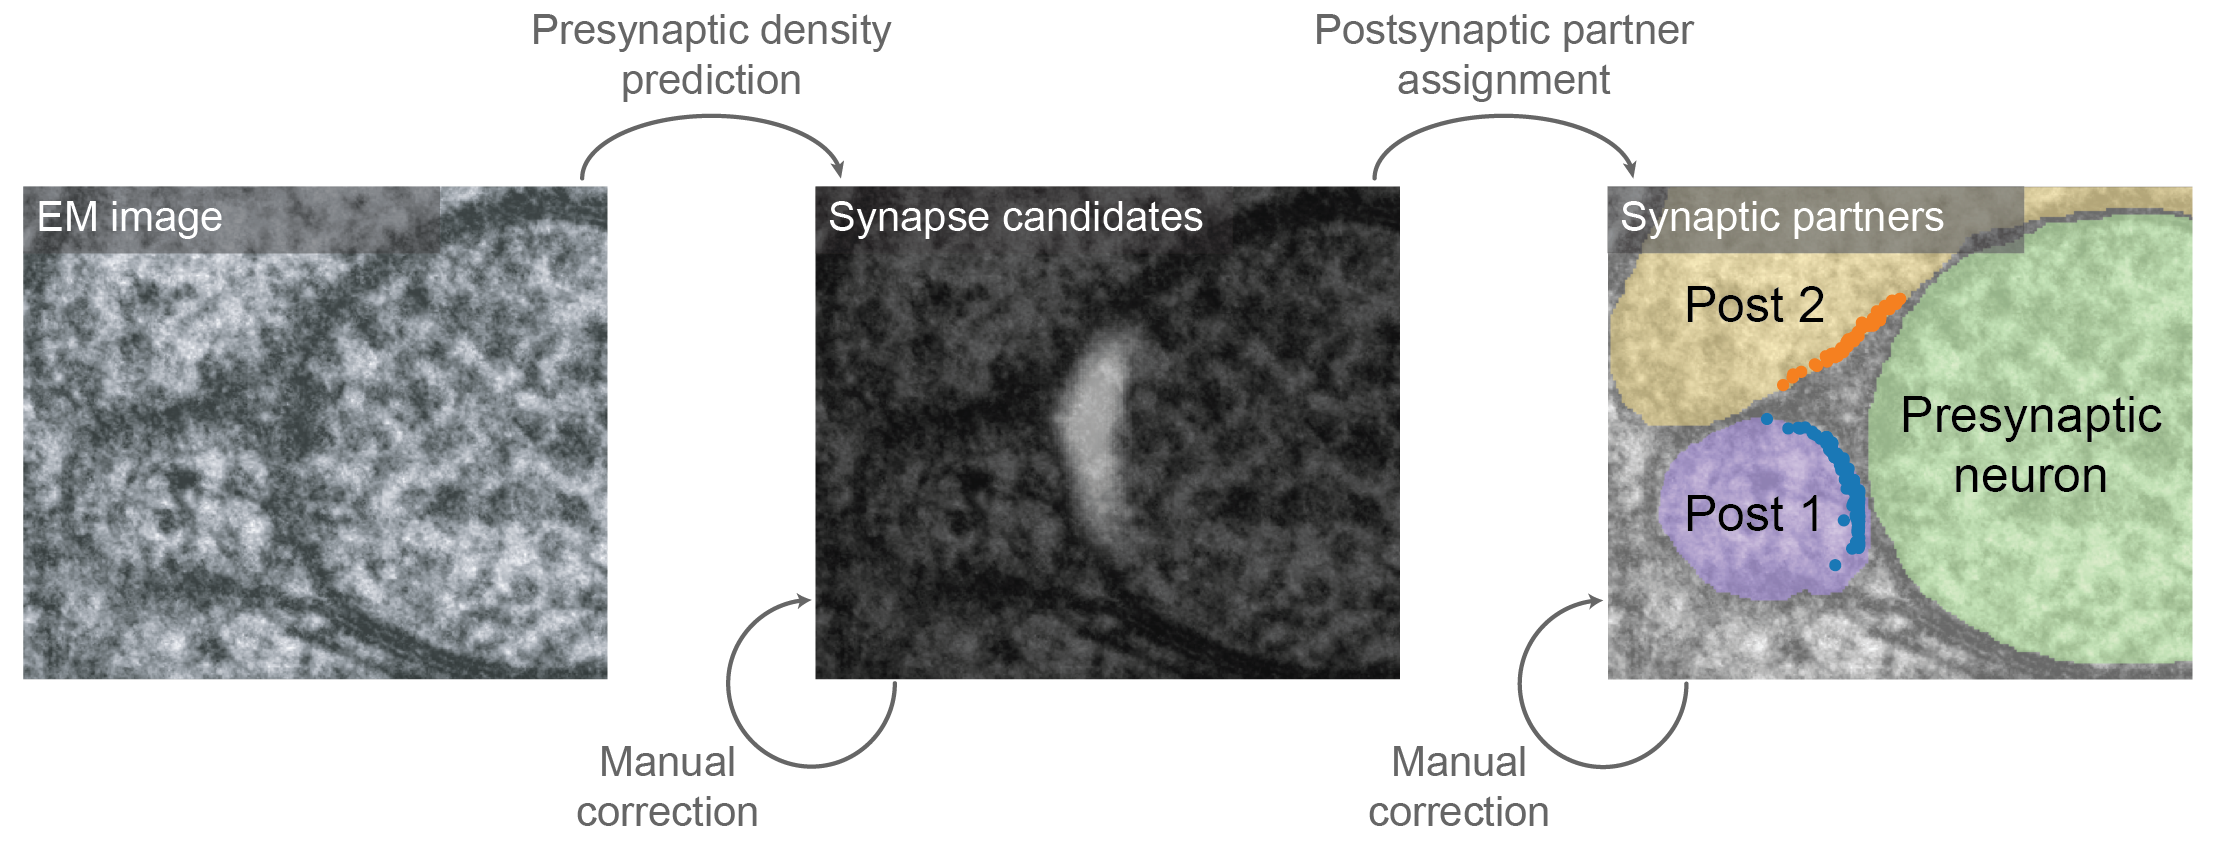 Presynaptic density
prediction
Postsynaptic partner
assignment
EM image
Synapse candidates
Synaptic partners
Post 2
Presynaptic
neuron
Post 1
Manual
correction
Manual
correction